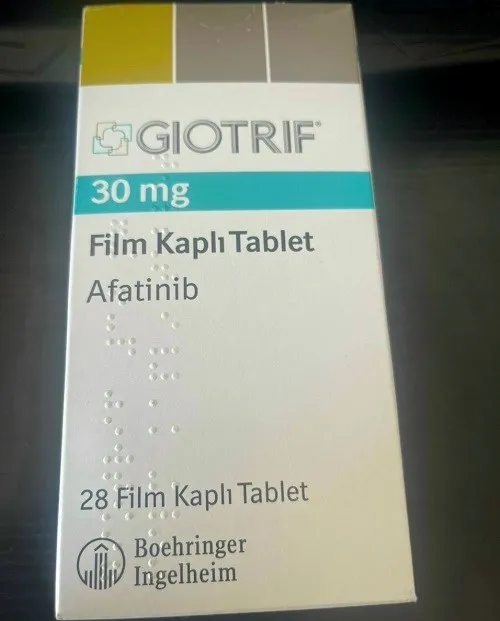 GIOTRIF®
30 mg
Film Kaplı Tablet
Afatinib
28 Film Kaplı Tablet
Boehringer
Ingelheim